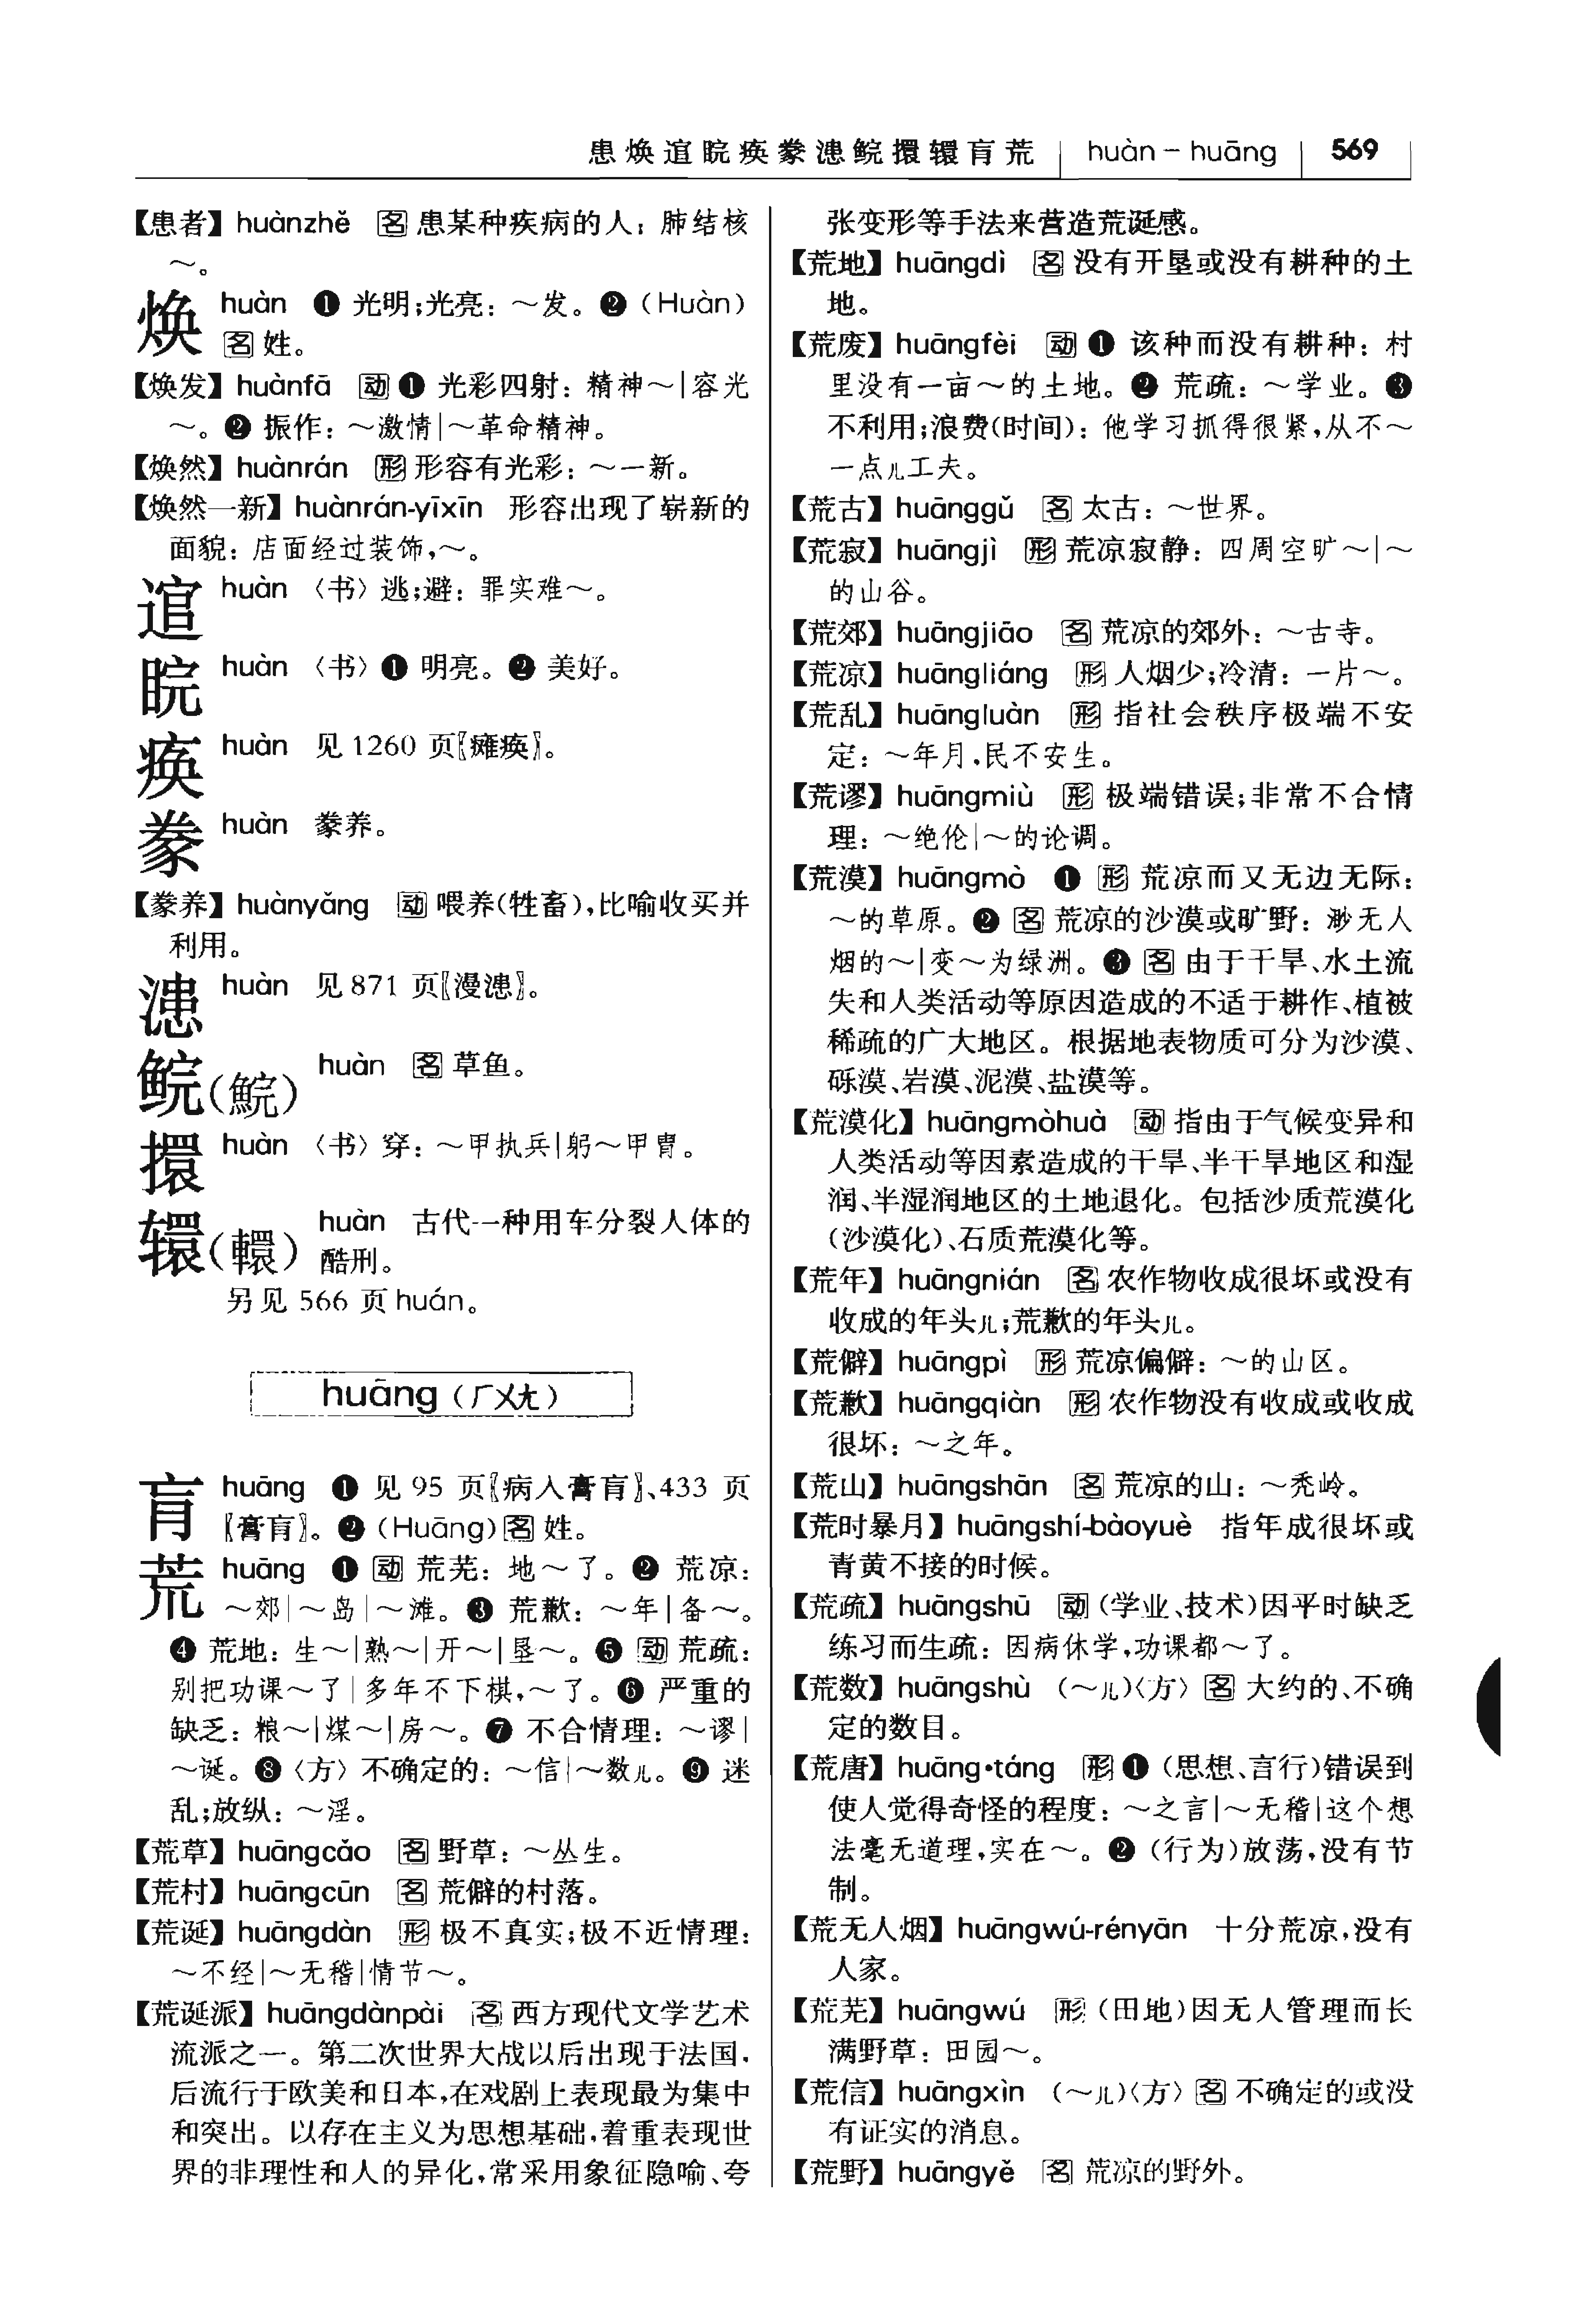 患焕逭睆痪豢漶鲩擐轘肓荒 huàn－huāng 569
【患者】huànzhě 名 患某种疾病的人：肺结核
～。
焕 huàn ❶ 光明；光亮：～发。❷（Huàn）
名 姓。
【焕发】huànfā 动 ❶ 光彩四射：精神～|容光
～。❷ 振作：～激情|～革命精神。
【焕然】huànrán 形 形容有光彩：～一新。
【焕然一新】huànrán-yīxīn 形容出现了崭新的
面貌：店面经过装饰，～。
逭 huàn 〈书〉逃；避：罪实难～。
睆 huàn 〈书〉❶ 明亮。❷ 美好。
痪 huàn 见 1260 页〖瘫痪〗。
豢 huàn 豢养。
【豢养】huànyǎng 动 喂养（牲畜），比喻收买并
利用。
漶 huàn 见 871 页〖漫漶〗。
鲩（鯇） huàn 名 草鱼。
擐 huàn 〈书〉穿：～甲执兵|躬～甲胄。
轘（轘） huàn 古代一种用车分裂人体的
酷刑。
另见 566 页 huán。
huāng（ㄏㄨㄤ）
肓 huāng ❶ 见 95 页〖病入膏肓〗、433 页
〖膏肓〗。❷（Huāng）名 姓。
荒 huāng ❶ 动 荒芜：地～了。❷ 荒凉：
～郊|～岛|～滩。❸ 荒歉：～年|备～。
❹ 荒地：生～|熟～|开～|垦～。❺ 动 荒疏：
别把功课～了|多年不下棋，～了。❻ 严重的
缺乏：粮～|煤～|房～。❼ 不合情理：～谬|
～诞。❽〈方〉不确定的：～信|～数儿。❾ 迷
乱；放纵：～淫。
【荒草】huāngcǎo 名 野草：～丛生。
【荒村】huāngcūn 名 荒僻的村落。
【荒诞】huāngdàn 形 极不真实；极不近情理：
～不经|～无稽|情节～。
【荒诞派】huāngdànpài 名 西方现代文学艺术
流派之一。第二次世界大战以后出现于法国，
后流行于欧美和日本，在戏剧上表现最为集中
和突出。以存在主义为思想基础，着重表现世
界的非理性和人的异化，常采用象征隐喻、夸
张变形等手法来营造荒诞感。
【荒地】huāngdì 名 没有开垦或没有耕种的土
地。
【荒废】huāngfèi 动 ❶ 该种而没有耕种：村
里没有一亩～的土地。❷ 荒疏：～学业。❸
不利用；浪费（时间）：他学习抓得很紧，从不～
一点儿工夫。
【荒古】huānggǔ 名 太古：～世界。
【荒寂】huāngjì 形 荒凉寂静：四周空旷～|～
的山谷。
【荒郊】huāngjiāo 名 荒凉的郊外：～古寺。
【荒凉】huāngliáng 形 人烟少；冷清：一片～。
【荒乱】huāngluàn 形 指社会秩序极端不安
定：～年月，民不安生。
【荒谬】huāngmiù 形 极端错误；非常不合情
理：～绝伦|～的论调。
【荒漠】huāngmò ❶ 形 荒凉而又无边无际：
～的草原。❷ 名 荒凉的沙漠或旷野：渺无人
烟的～|变～为绿洲。❸ 名 由于干旱、水土流
失和人类活动等原因造成的不适于耕作、植被
稀疏的广大地区。根据地表物质可分为沙漠、
砾漠、岩漠、泥漠、盐漠等。
【荒漠化】huāngmòhuà 动 指由于气候变异和
人类活动等因素造成的干旱、半干旱地区和湿
润、半湿润地区的土地退化。包括沙质荒漠化
（沙漠化）、石质荒漠化等。
【荒年】huāngnián 名 农作物收成很坏或没有
收成的年头儿；荒歉的年头儿。
【荒僻】huāngpì 形 荒凉偏僻：～的山区。
【荒歉】huāngqiàn 形 农作物没有收成或收成
很坏：～之年。
【荒山】huāngshān 名 荒凉的山：～秃岭。
【荒时暴月】huāngshí-bàoyuè 指年成很坏或
青黄不接的时候。
【荒疏】huāngshū 动（学业、技术）因平时缺乏
练习而生疏：因病休学，功课都～了。
【荒数】huāngshù （～儿）〈方〉名 大约的、不确
定的数目。
【荒唐】huāng•táng 形 ❶（思想、言行）错误到
使人觉得奇怪的程度：～之言|～无稽|这个想
法毫无道理，实在～。❷（行为）放荡，没有节
制。
【荒无人烟】huāngwú-rényān 十分荒凉，没有
人家。
【荒芜】huāngwú 形（田地）因无人管理而长
满野草：田园～。
【荒信】huāngxìn （～儿）〈方〉名 不确定的或没
有证实的消息。
【荒野】huāngyě 名 荒凉的野外。